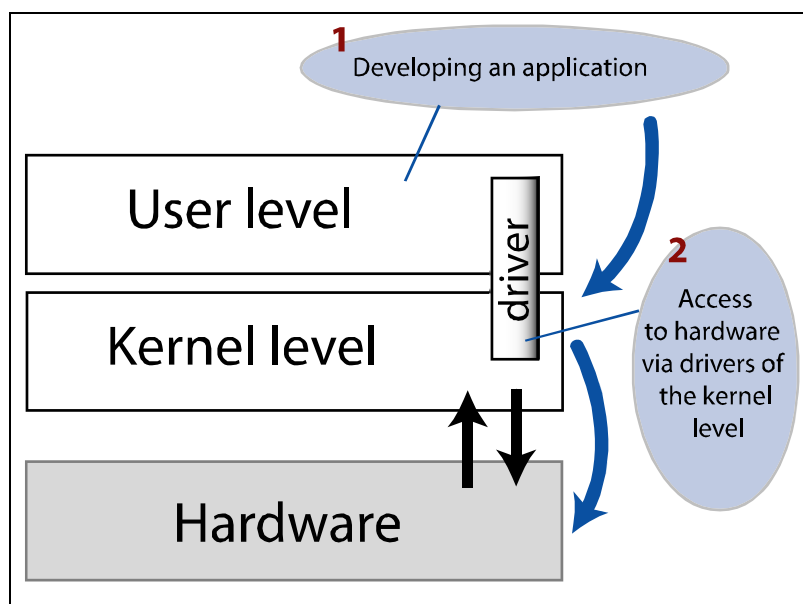 1
Developing an application
User level
driver
Kernel level
2
Access
to hardware
via drivers of
the kernel
level
Hardware